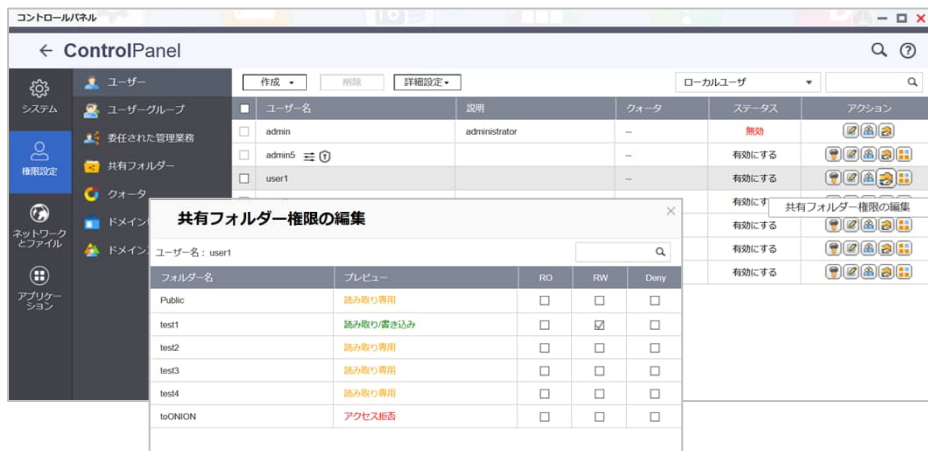 コントロールパネル
ControlPanel
システム
権限設定
ネットワーク
とファイル
アプリケー
ション
ユーザー
ユーザーグループ
委任された管理業務
共有フォルダー
クォータ
ドメイン
ドメイン
作成
削除
詳細設定
ローカルユーザ
ユーザー名 説明 クォータ ステータス アクション
admin administrator -- 無効
admin5 -- 有効にする
user1 -- 有効にする
有効にす
共有フォルダー権限の編集
有効にする
有効にする
有効にする
共有フォルダー権限の編集
ユーザー名 : user1
フォルダー名 プレビュー RO RW Deny
Public 読み取り専用
test1 読み取り/書き込み
test2 読み取り専用
test3 読み取り専用
test4 読み取り専用
toONION アクセス拒否